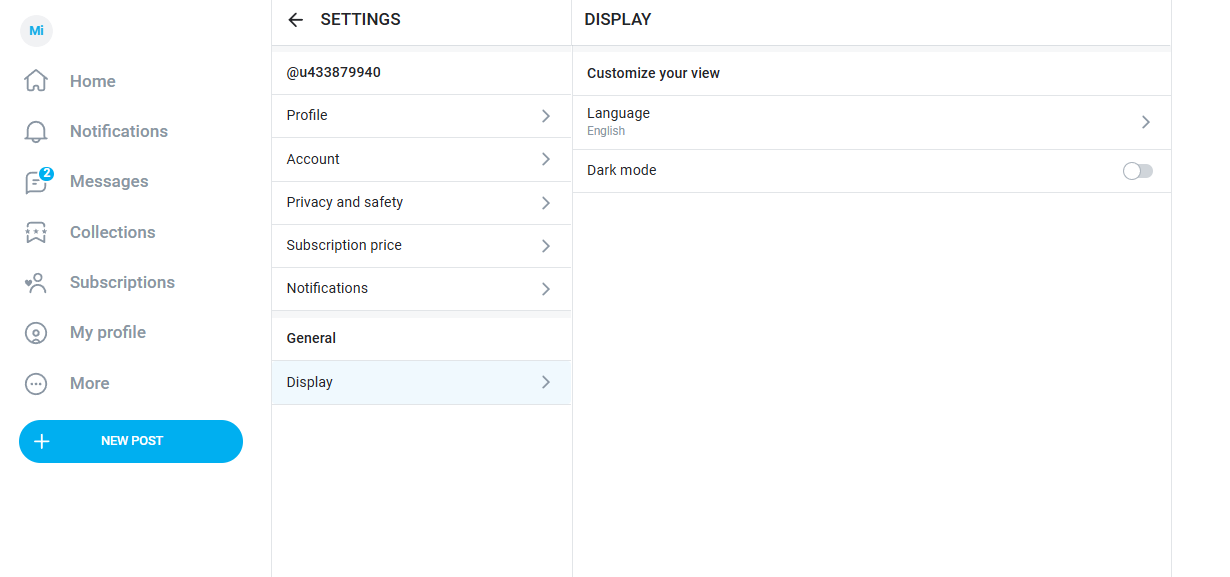 Mi
Home
Notifications
2
Messages
Collections
Subscriptions
My profile
More
NEW POST
SETTINGS
@u433879940
Profile
Account
Privacy and safety
Subscription price
Notifications
General
Display
DISPLAY
Customize your view
Language
English
Dark mode